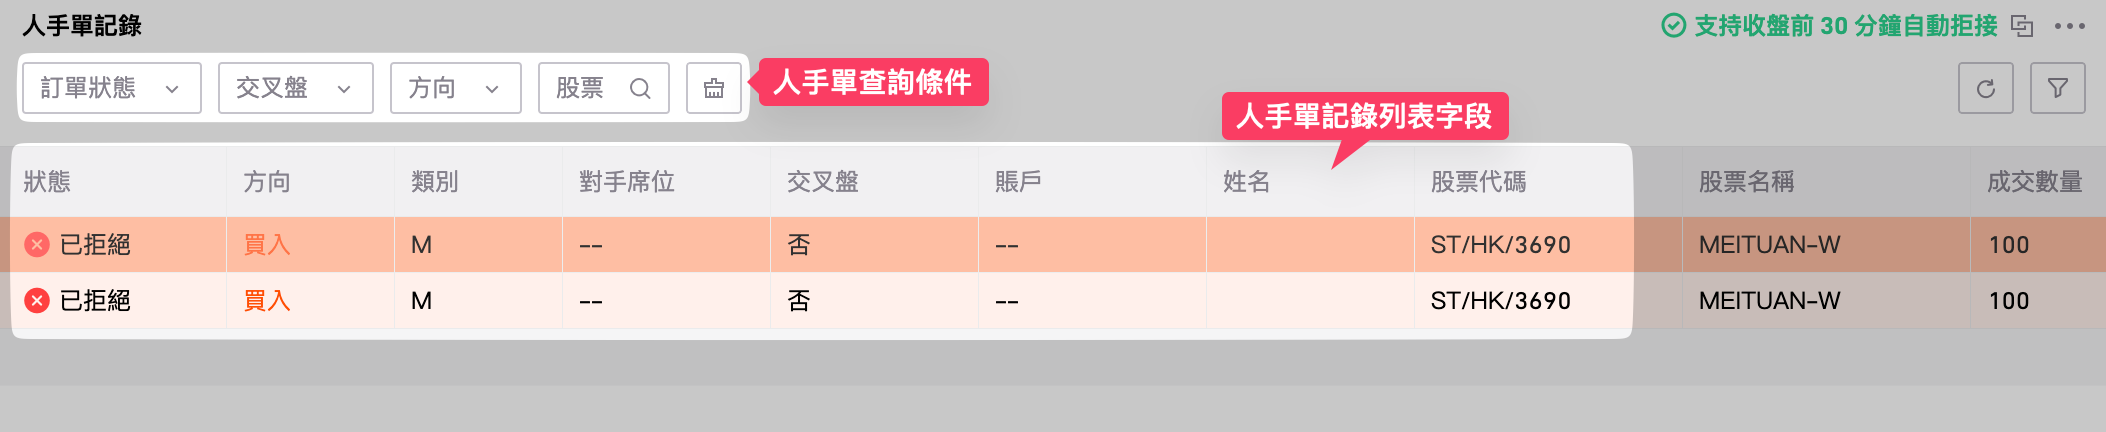 人手單記錄
支持收盤前 30 分鐘自動拒接
訂單狀態 交叉盤 方向 股票
人手單查詢條件
人手單記錄列表字段
狀態 方向 類別 對手席位 交叉盤 賬戶 姓名 股票代碼 股票名稱 成交數量
已拒絕 買入 M -- 否 -- ST/HK/3690 MEITUAN-W 100
已拒絕 買入 M -- 否 -- ST/HK/3690 MEITUAN-W 100